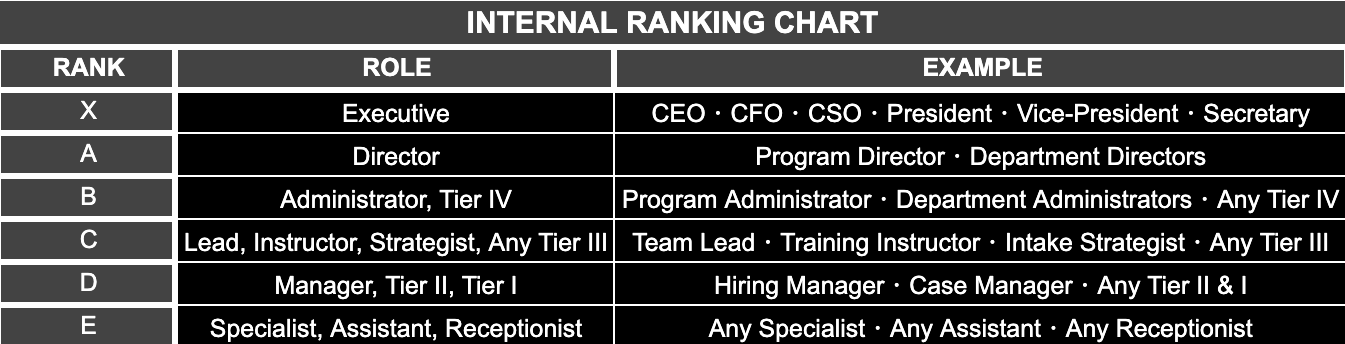 INTERNAL RANKING CHART
RANK ROLE EXAMPLE
X Executive CEO · CFO · CSO · President · Vice-President · Secretary
A Director Program Director · Department Directors
B Administrator, Tier IV Program Administrator · Department Administrators · Any Tier IV
C Lead, Instructor, Strategist, Any Tier III Team Lead · Training Instructor · Intake Strategist · Any Tier III
D Manager, Tier II, Tier I Hiring Manager · Case Manager · Any Tier II & I
E Specialist, Assistant, Receptionist Any Specialist · Any Assistant · Any Receptionist